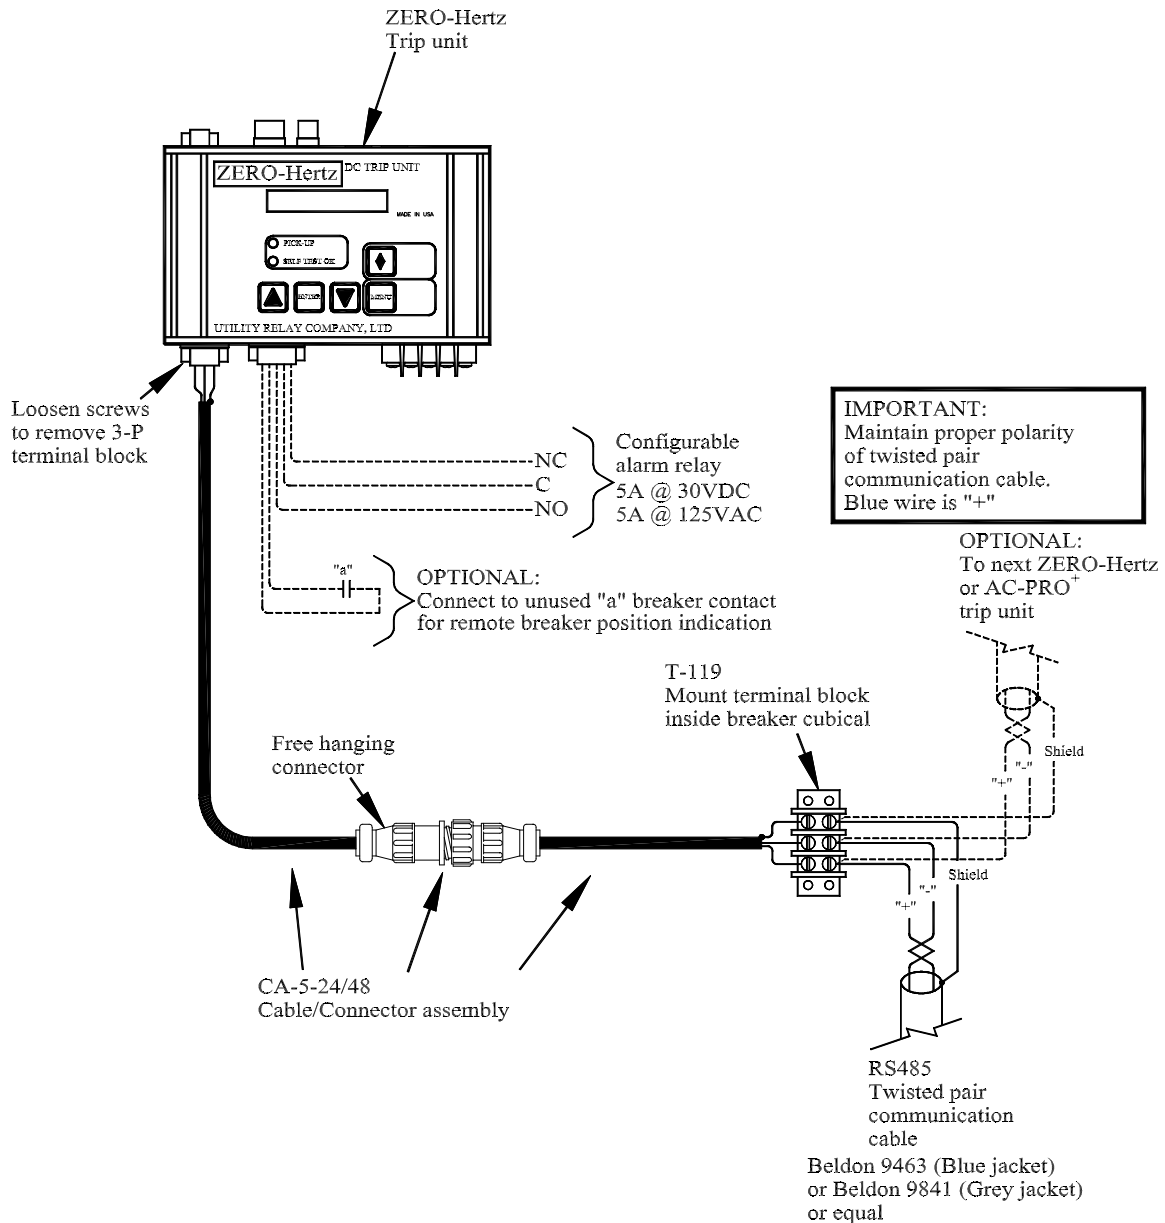 ZERO-Hertz
Trip unit
ZERO-Hertz
DC TRIP UNIT
MADE IN USA
PICK-UP
SELF TEST OK
ENTER
MENU
UTILITY RELAY COMPANY, LTD
Loosen screws
to remove 3-P
terminal block
NC
C
NO
Configurable
alarm relay
5A @ 30VDC
5A @ 125VAC
IMPORTANT:
Maintain proper polarity
of twisted pair
communication cable.
Blue wire is "+"
"a"
OPTIONAL:
Connect to unused "a" breaker contact
for remote breaker position indication
OPTIONAL:
To next ZERO-Hertz
or AC-PRO+
trip unit
T-119
Mount terminal block
inside breaker cubical
Shield
"-"
"+"
Free hanging
connector
Shield
"-"
"+"
CA-5-24/48
Cable/Connector assembly
RS485
Twisted pair
communication
cable
Beldon 9463 (Blue jacket)
or Beldon 9841 (Grey jacket)
or equal